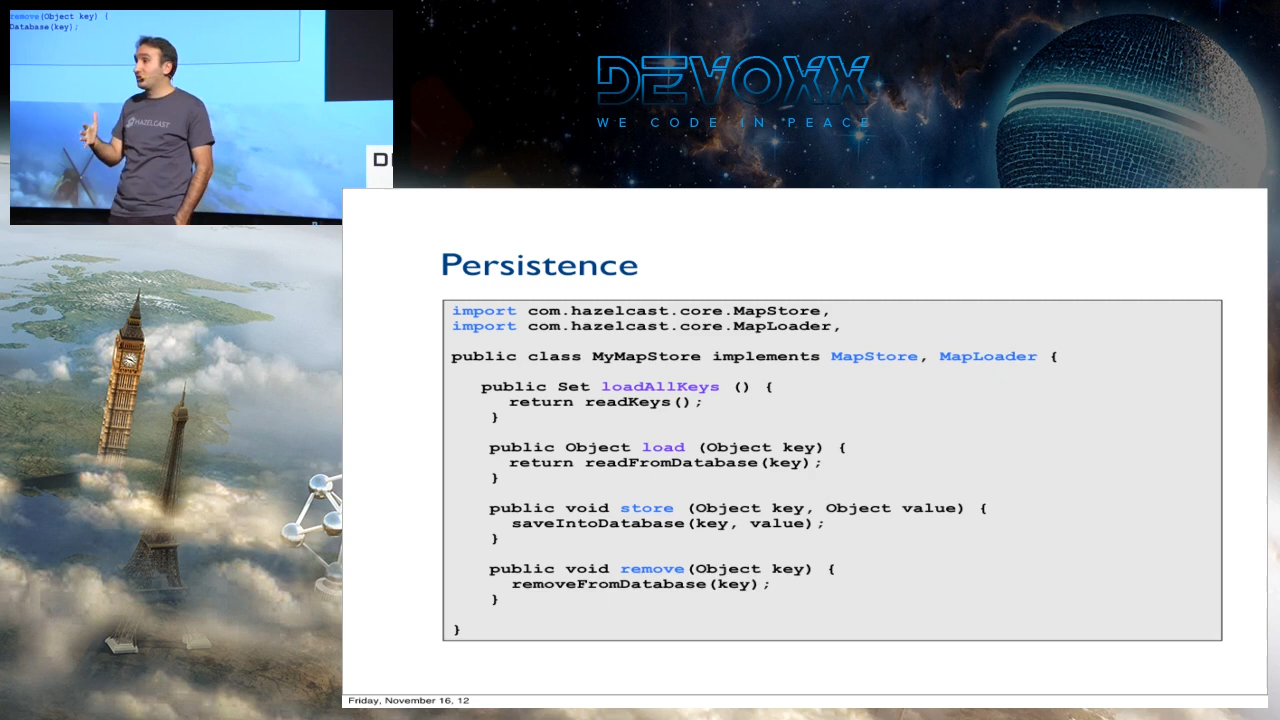 remove (Object key) {
Database(key);
HAZELCAST
D
DEVOXX
WE CODE IN PEACE
Persistence
import com.hazelcast.core.MapStore,
import com.hazelcast.core.MapLoader,
public class MyMapStore implements MapStore, MapLoader {
public Set loadAllKeys () {
return readKeys();
}
public Object load (Object key) {
return readFromDatabase(key);
}
public void store (Object key, Object value) {
saveIntoDatabase(key, value);
}
public void remove(Object key) {
removeFromDatabase(key);
}
}
Friday, November 16, 12